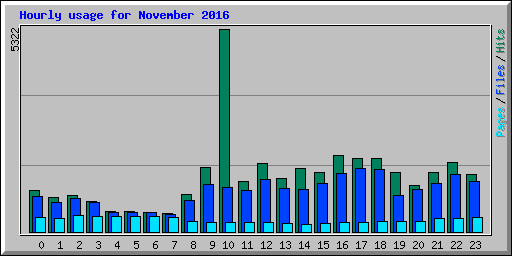 Hourly usage for November 2016
5322
Pages/Files/Hits
0 1 2 3 4 5 6 7 8 9 10 11 12 13 14 15 16 17 18 19 20 21 22 23